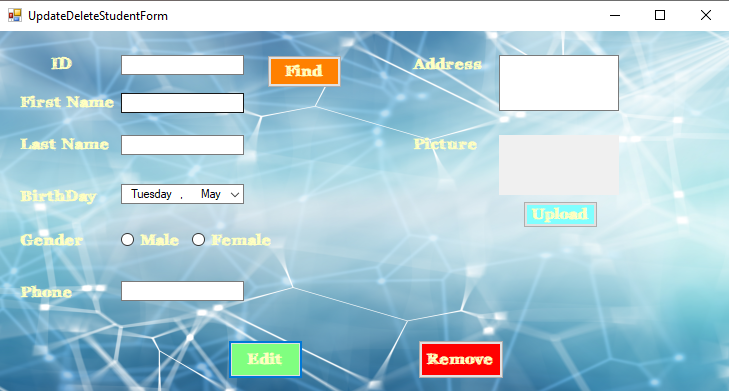 UpdateDeleteStudentForm
ID
Find
Address
First Name
Last Name
Picture
BirthDay
Tuesday , May
Upload
Gender
Male
Female
Phone
Edit
Remove